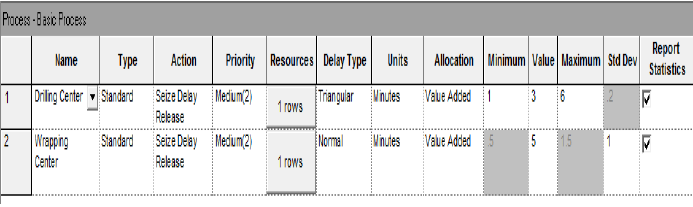 Process - Basic Process
Name Type Action Priority Resources Delay Type Units Allocation Minimum Value Maximum Std Dev Report Statistics
1 Drilling Center Standard Seize Delay Release Medium(2) 1 rows Triangular Minutes Value Added 1 3 6 .2
2 Wrapping Center Standard Seize Delay Release Medium(2) 1 rows Normal Minutes Value Added .5 5 1.5 1